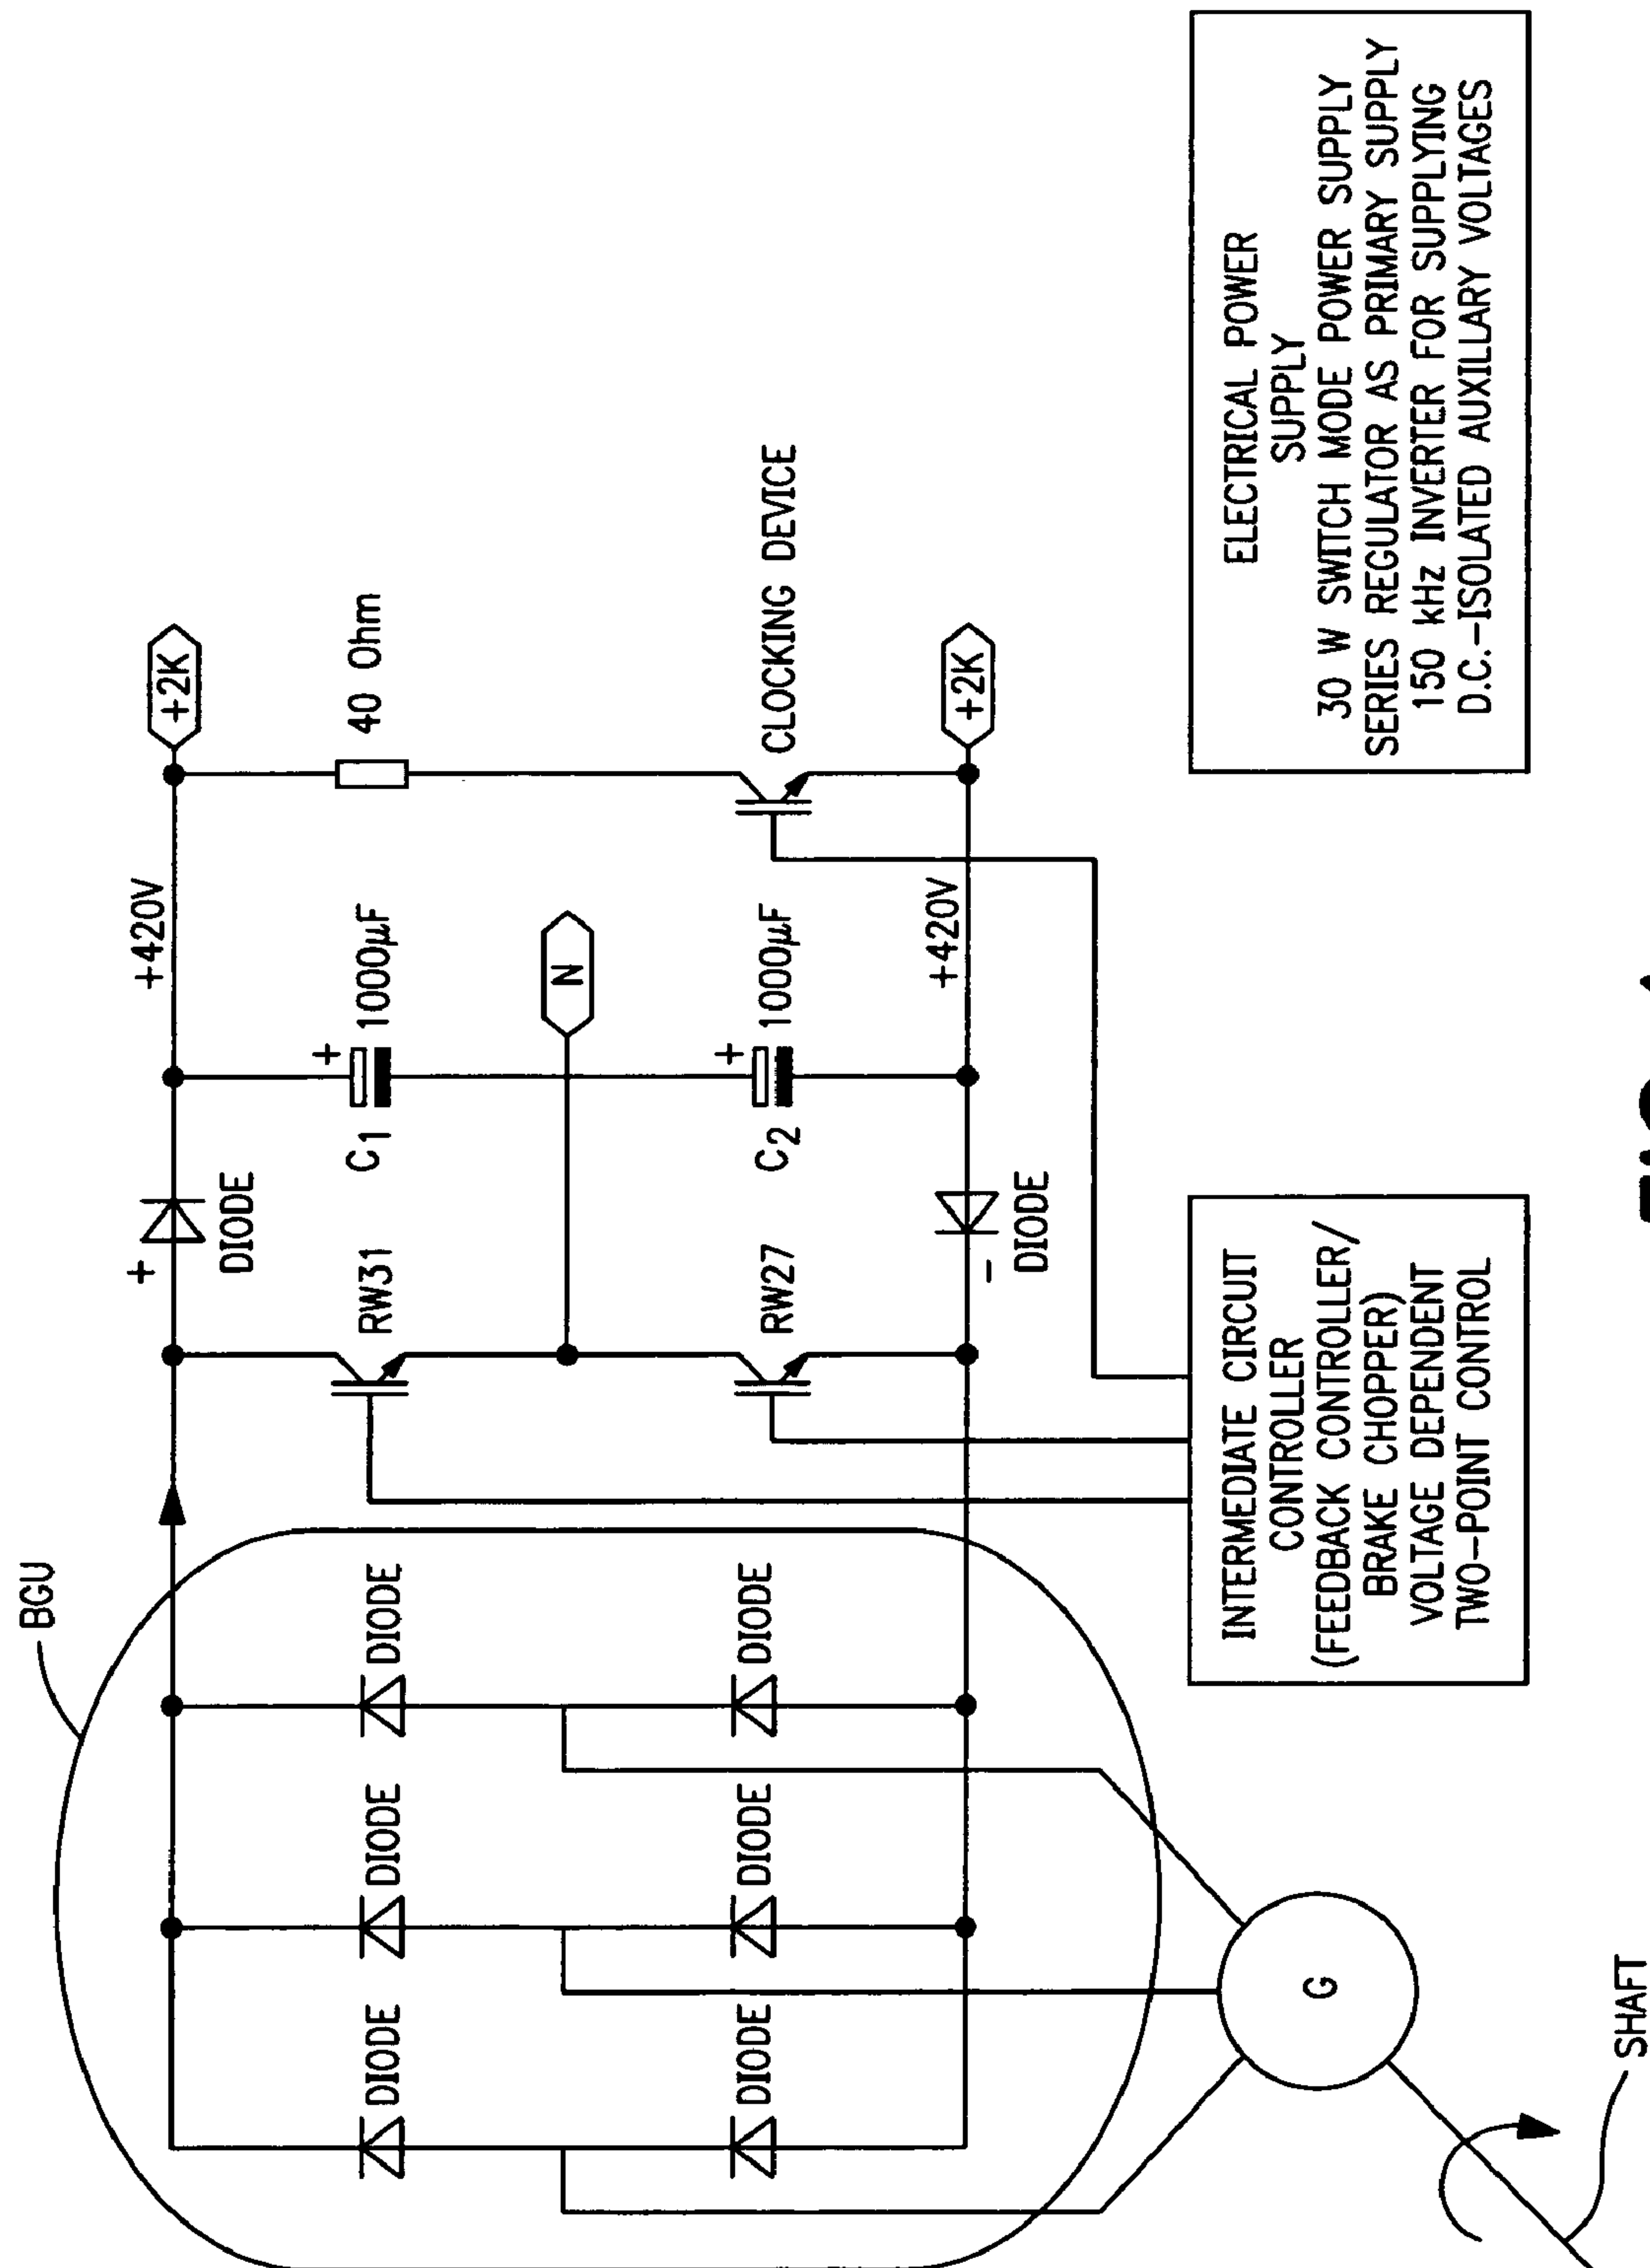 BGU
DIODE
DIODE
DIODE
DIODE
DIODE
DIODE
G
SHAFT
+
DIODE
RW31
RW27
-
DIODE
C1
+
1000µF
C2
+
1000µF
N
+420V
+420V
+2K
+2K
40 Ohm
CLOCKING DEVICE
INTERMEDIATE CIRCUIT
CONTROLLER
(FEEDBACK CONTROLLER/
BRAKE CHOPPER)
VOLTAGE DEPENDENT
TWO-POINT CONTROL
ELECTRICAL POWER
SUPPLY
30 W SWITCH MODE POWER SUPPLY
SERIES REGULATOR AS PRIMARY SUPPLY
150 kHz INVERTER FOR SUPPLYING
D.C.-ISOLATED AUXILLARY VOLTAGES